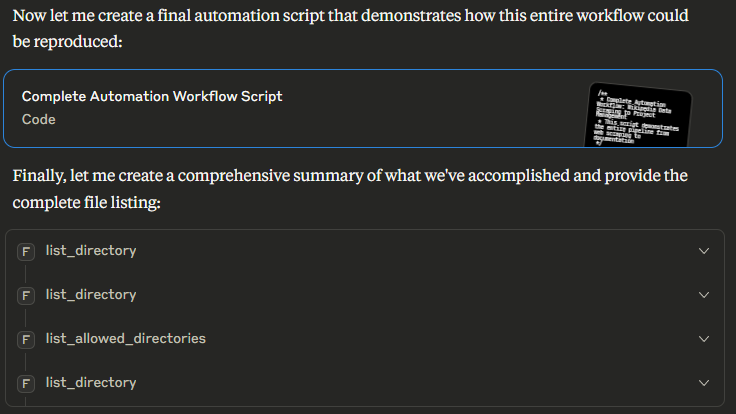 Now let me create a final automation script that demonstrates how this entire workflow could
be reproduced:
Complete Automation Workflow Script
Code
/**
* Complete Automation
Workflow: Wikipedia Data
Scraping to Project
Management
* This script demonstrates
the entire pipeline from
web scraping to
documentation
*/
Finally, let me create a comprehensive summary of what we've accomplished and provide the
complete file listing:
F list_directory
F list_directory
F list_allowed_directories
F list_directory